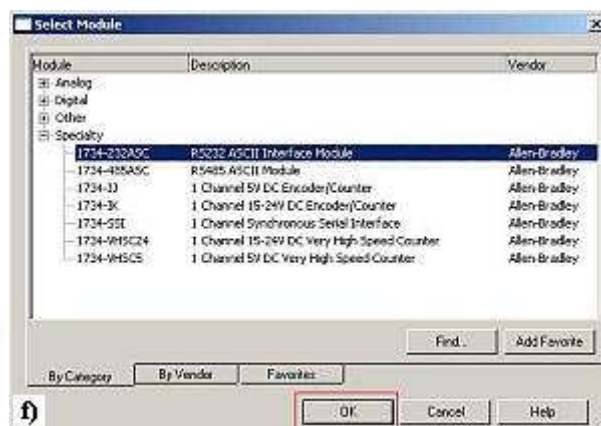 Select Module
Module Description Vendor
Analog
Digital
Other
Specialty
1734-232ASC RS232 ASCII Interface Module Allen-Bradley
1734-485ASC RS485 ASCII Module Allen-Bradley
1734-IJ 1 Channel 5V DC Encoder/Counter Allen-Bradley
1734-IK 1 Channel 15-24V DC Encoder/Counter Allen-Bradley
1734-SSI 1 Channel Synchronous Serial Interface Allen-Bradley
1734-VHSC24 1 Channel 15-24V DC Very High Speed Counter Allen-Bradley
1734-VHSC5 1 Channel 5V DC Very High Speed Counter Allen-Bradley
Find... Add Favorite
By Category By Vendor Favorites
f) OK Cancel Help